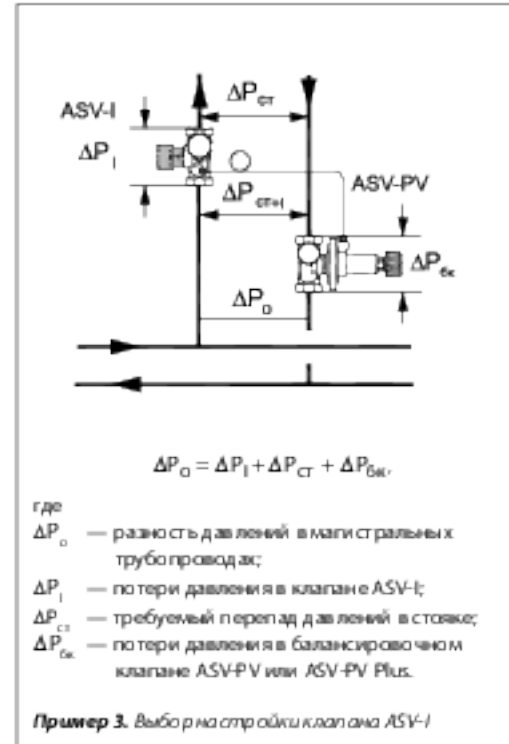 ΔPст
ASV-I
ΔPI
ASV-PV
ΔPст+I
ΔPбк
ΔPо
ΔPо = ΔPI + ΔPст + ΔPбк,
где
ΔPо — разность давлений в магистральных
трубопроводах;
ΔPI — потери давления в клапане ASV-I;
ΔPст — требуемый перепад давлений в стояке;
ΔPбк — потери давления в балансировочном
клапане ASV-PV или ASV-PV Plus.
Пример 3. Выбор настройки клапана ASV-I